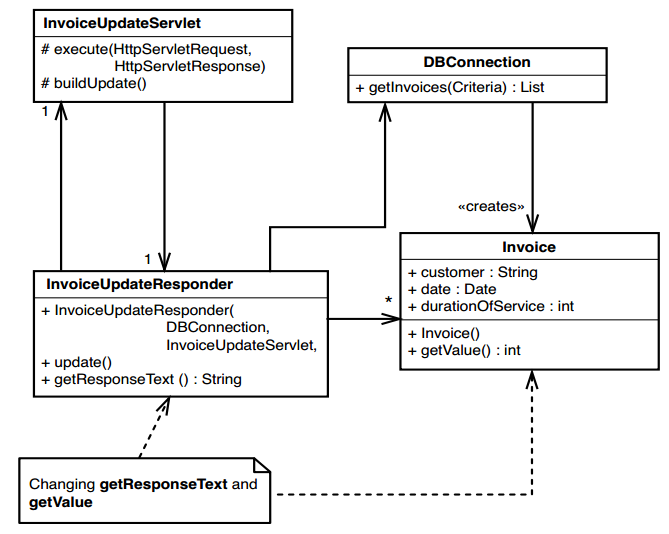 InvoiceUpdateServlet
# execute(HttpServletRequest,
HttpServletResponse)
# buildUpdate()
DBConnection
+ getInvoices(Criteria) : List
1
«creates»
1
Invoice
+ customer : String
+ date : Date
+ durationOfService : int
+ Invoice()
+ getValue() : int
InvoiceUpdateResponder
+ InvoiceUpdateResponder(
DBConnection,
InvoiceUpdateServlet,
+ update()
+ getResponseText () : String
*
Changing getResponseText and
getValue